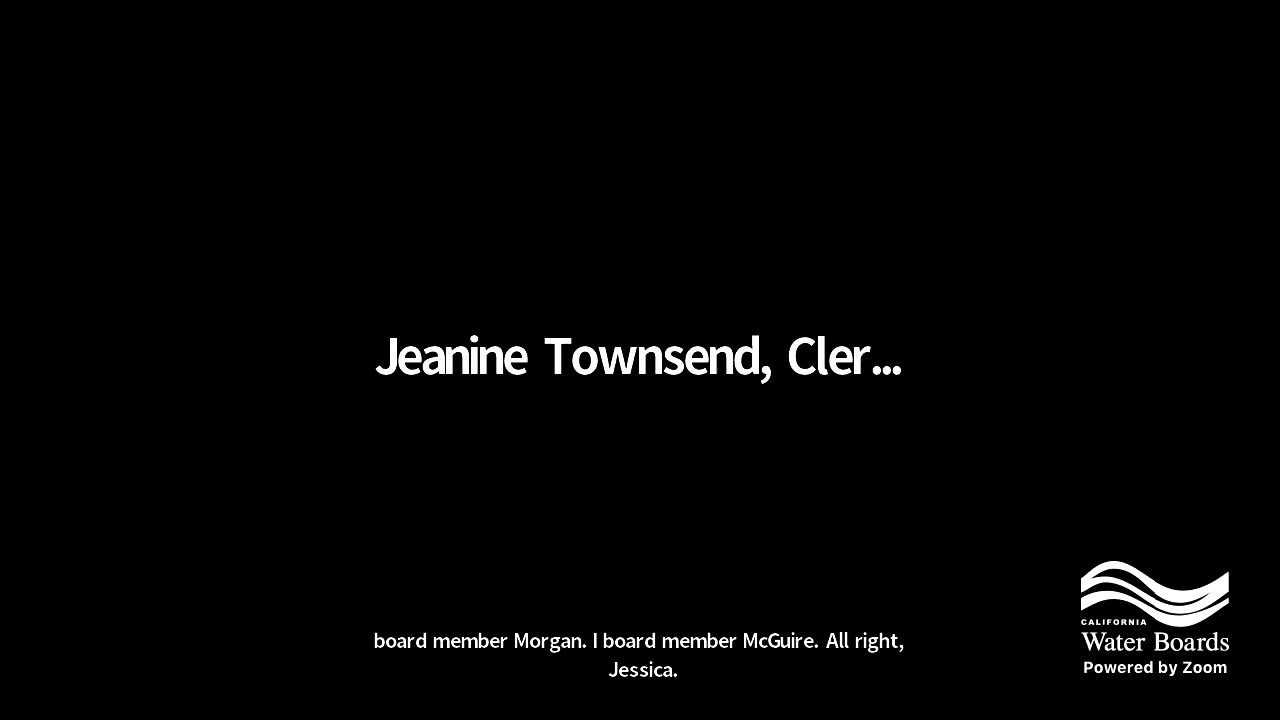 Jeanine Townsend, Cler...
board member Morgan. I board member McGuire. All right,
Jessica.
CALIFORNIA
Water Boards
Powered by Zoom